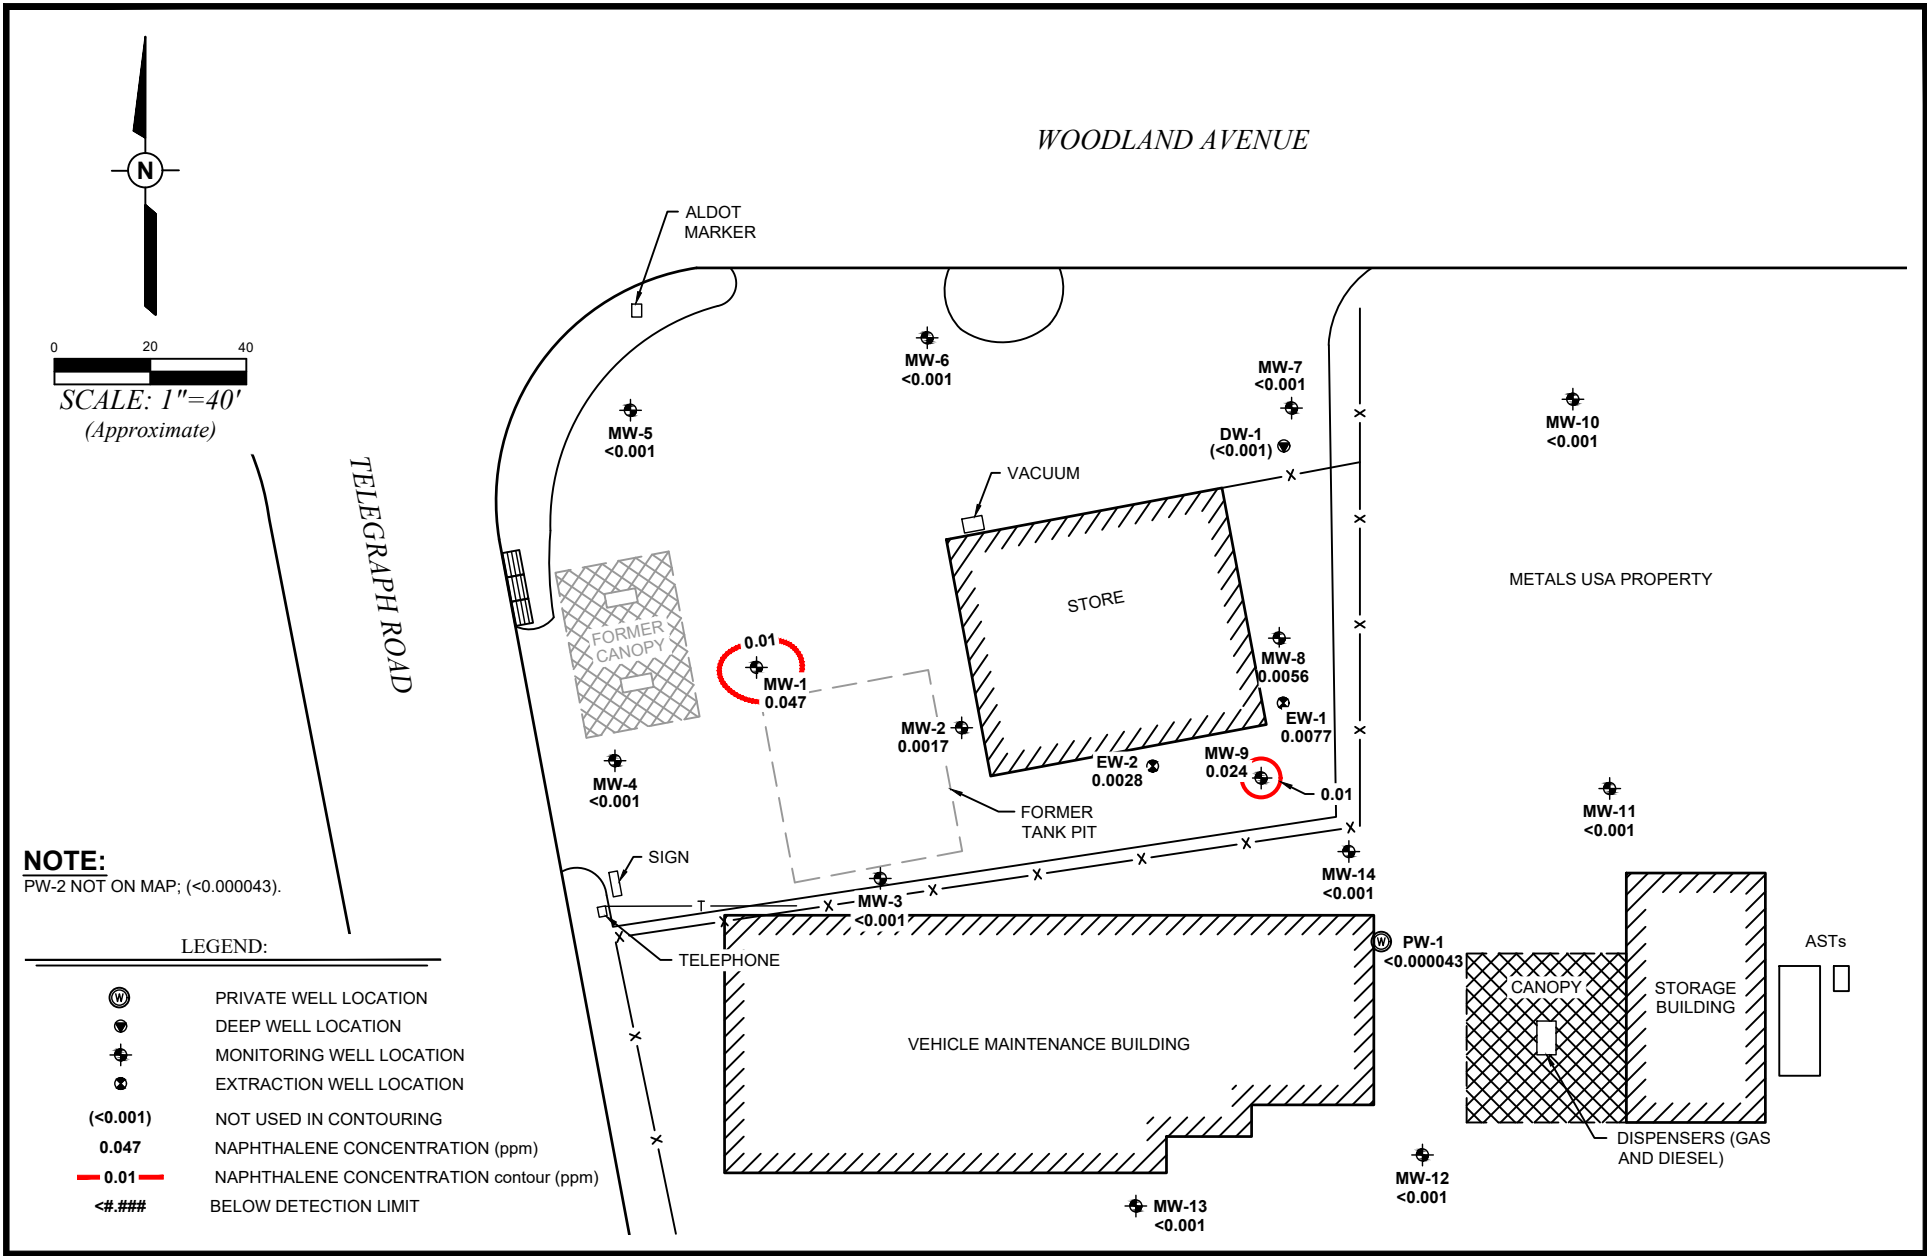 WOODLAND AVENUE
N
ALDOT
MARKER
0 20 40
SCALE: 1"=40'
(Approximate)
TELEGRAPH ROAD
MW-6
<0.001
MW-7
<0.001
MW-5
<0.001
DW-1
(<0.001)
MW-10
<0.001
X
X
VACUUM
X
STORE
METALS USA PROPERTY
FORMER
CANOPY
X
0.01
MW-1
0.047
MW-8
0.0056
EW-1
0.0077
MW-2
0.0017
X
MW-9
0.024
EW-2
0.0028
0.01
MW-4
<0.001
FORMER
TANK PIT
MW-11
<0.001
X
X
X
X
X
X
X
X
SIGN
MW-14
<0.001
MW-3
<0.001
T
TELEPHONE
NOTE:
PW-2 NOT ON MAP; (<0.000043).
W
PW-1
<0.000043
ASTs
CANOPY
STORAGE
BUILDING
VEHICLE MAINTENANCE BUILDING
X
X
DISPENSERS (GAS
AND DIESEL)
MW-12
<0.001
MW-13
<0.001
LEGEND:
W PRIVATE WELL LOCATION
DEEP WELL LOCATION
MONITORING WELL LOCATION
EXTRACTION WELL LOCATION
(<0.001) NOT USED IN CONTOURING
0.047 NAPHTHALENE CONCENTRATION (ppm)
0.01 NAPHTHALENE CONCENTRATION contour (ppm)
<#.### BELOW DETECTION LIMIT